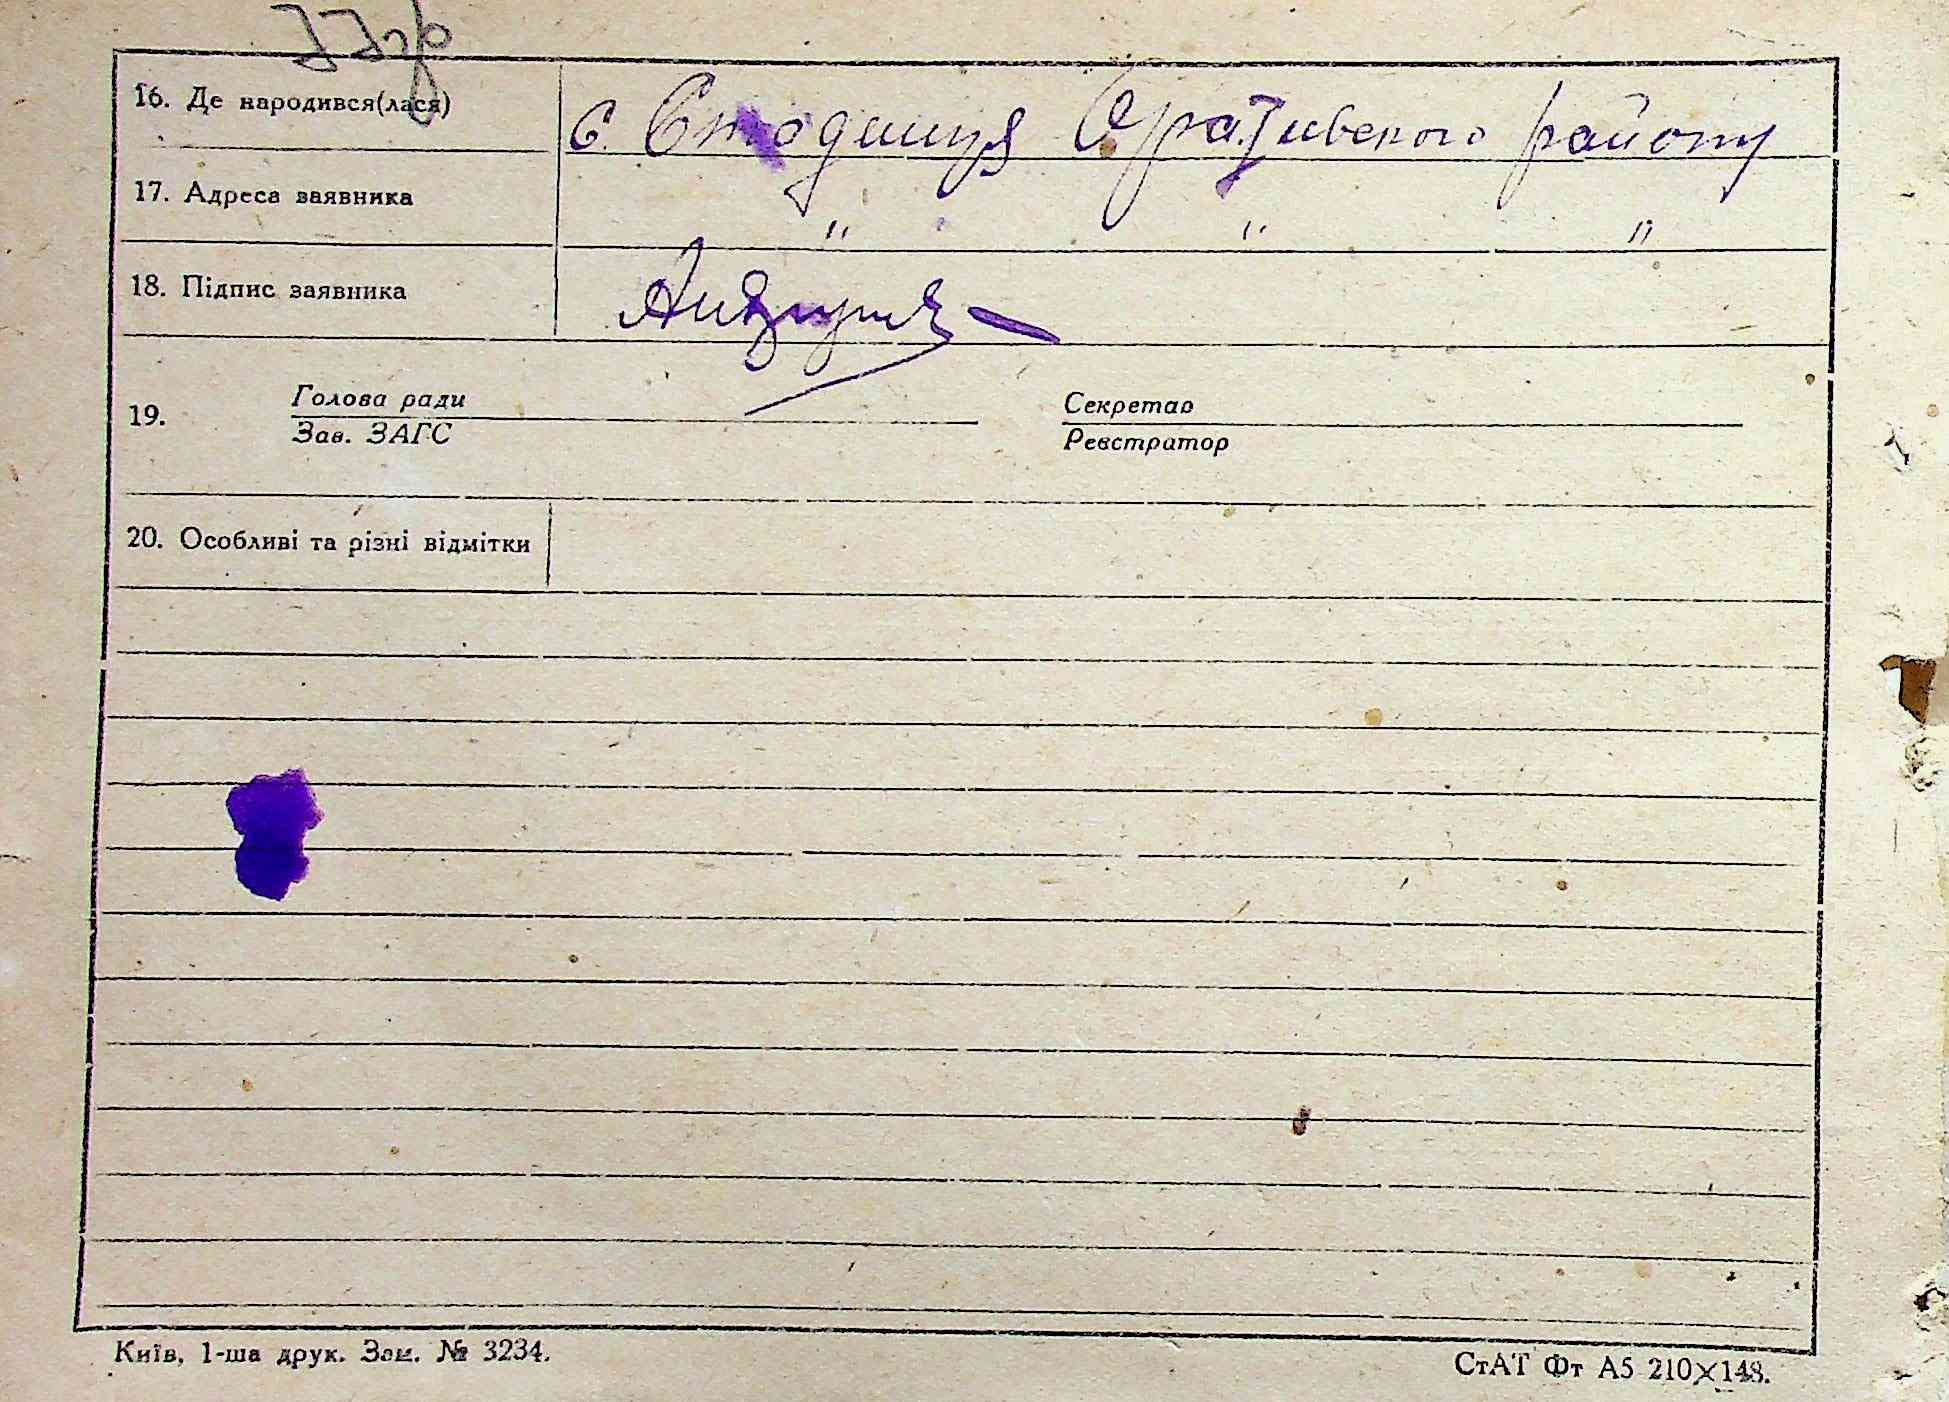 16. Де народився(лася) с. Стодшця Оратівського району
17. Адреса заявника " " "
18. Підпис заявника
19. Голова ради Секретар
Зав. ЗАГС Реєстратор
20. Особливі та різні відмітки
Київ, 1-ша друк. Зам. № 3234.
СтАТ Фт А5 210×148.